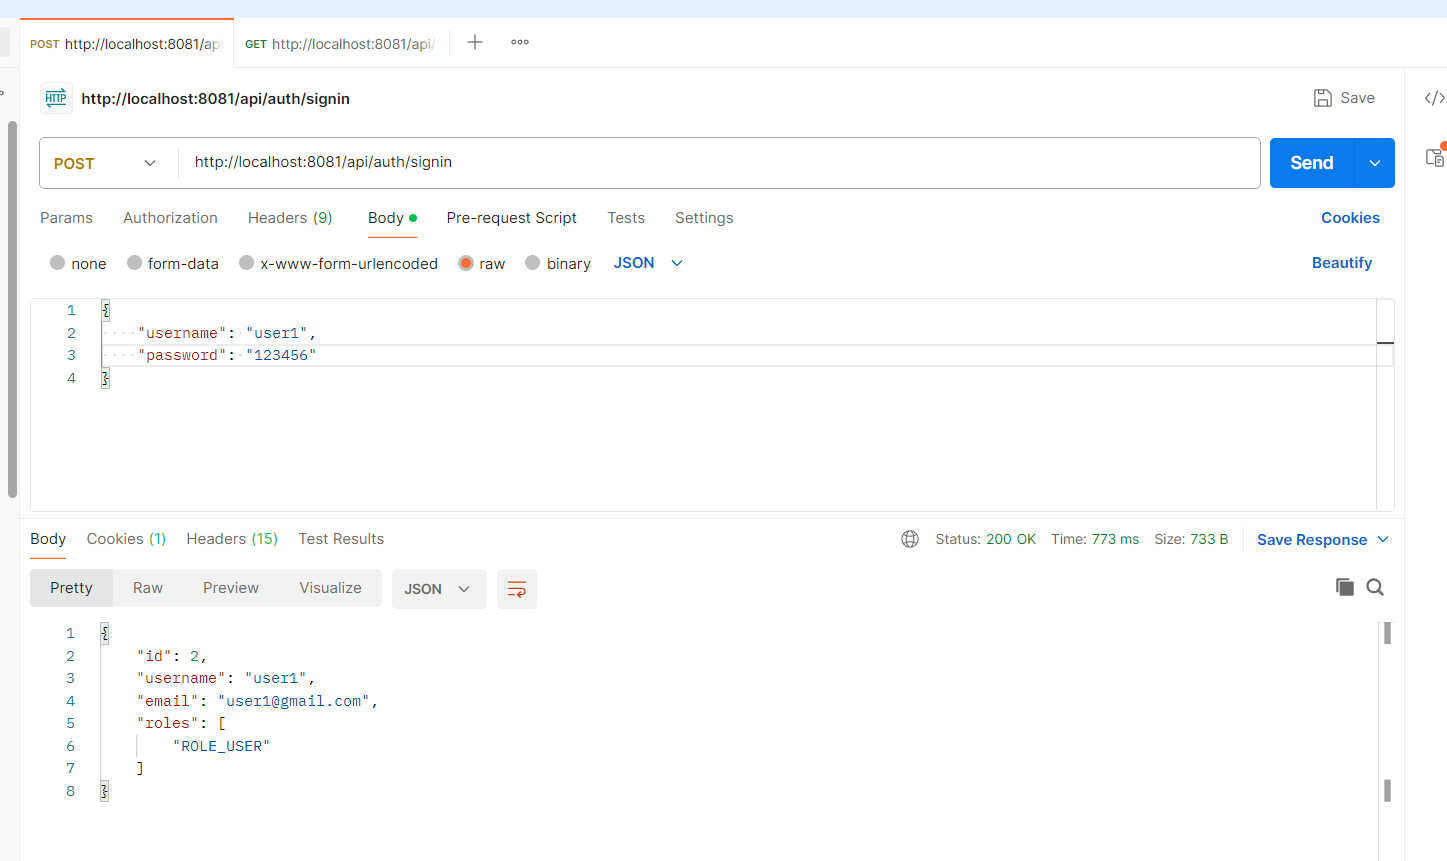 POST http://localhost:8081/api GET http://localhost:8081/api/
HTTP http://localhost:8081/api/auth/signin Save
POST http://localhost:8081/api/auth/signin Send
Params Authorization Headers (9) Body Pre-request Script Tests Settings Cookies
none form-data x-www-form-urlencoded raw binary JSON Beautify
1 {
2 "username": "user1",
3 "password": "123456"
4 }
Body Cookies (1) Headers (15) Test Results Status: 200 OK Time: 773 ms Size: 733 B Save Response
Pretty Raw Preview Visualize JSON
1 {
2 "id": 2,
3 "username": "user1",
4 "email": "user1@gmail.com",
5 "roles": [
6 "ROLE_USER"
7 ]
8 }